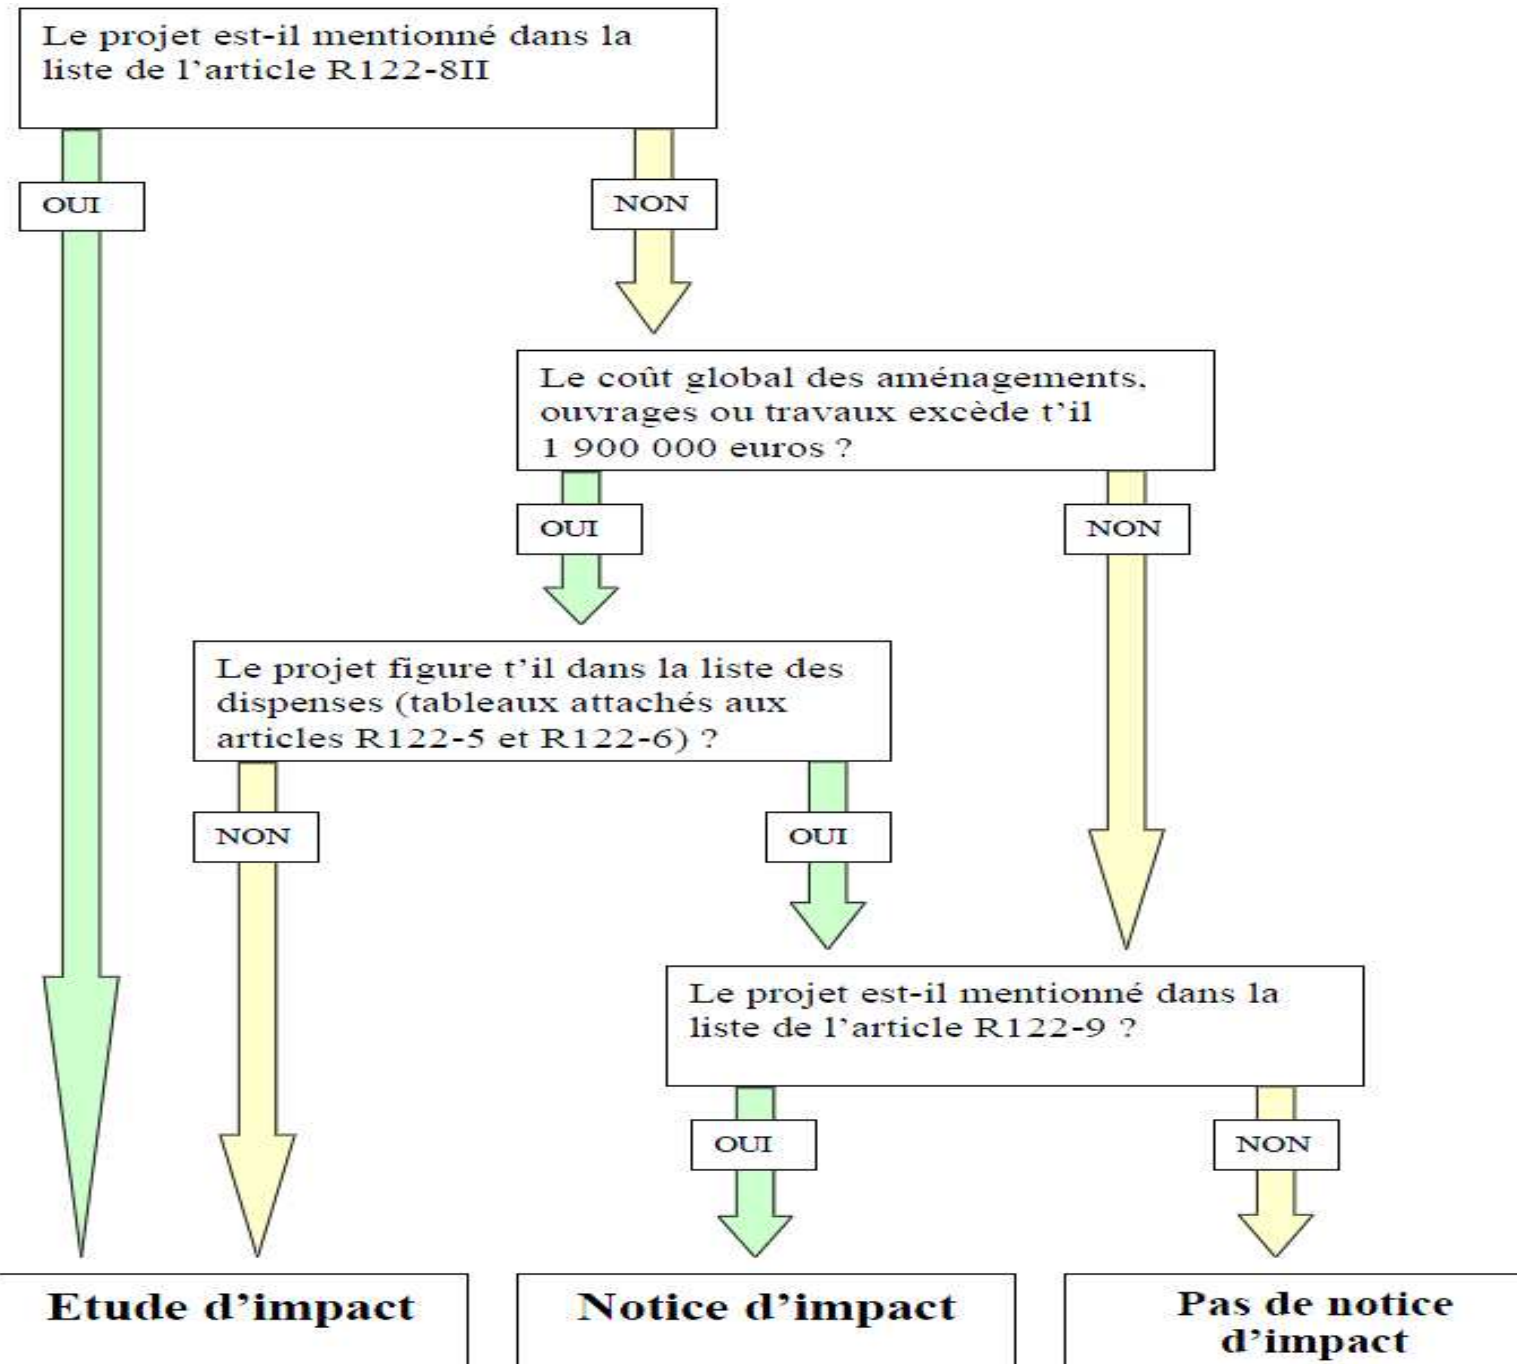 Le projet est-il mentionné dans la
liste de l’article R122-8II
OUI
NON
Le coût global des aménagements,
ouvrages ou travaux excède t’il
1 900 000 euros ?
OUI
NON
Le projet figure t’il dans la liste des
dispenses (tableaux attachés aux
articles R122-5 et R122-6) ?
NON
OUI
Le projet est-il mentionné dans la
liste de l’article R122-9 ?
OUI
NON
Etude d’impact
Notice d’impact
Pas de notice
d’impact